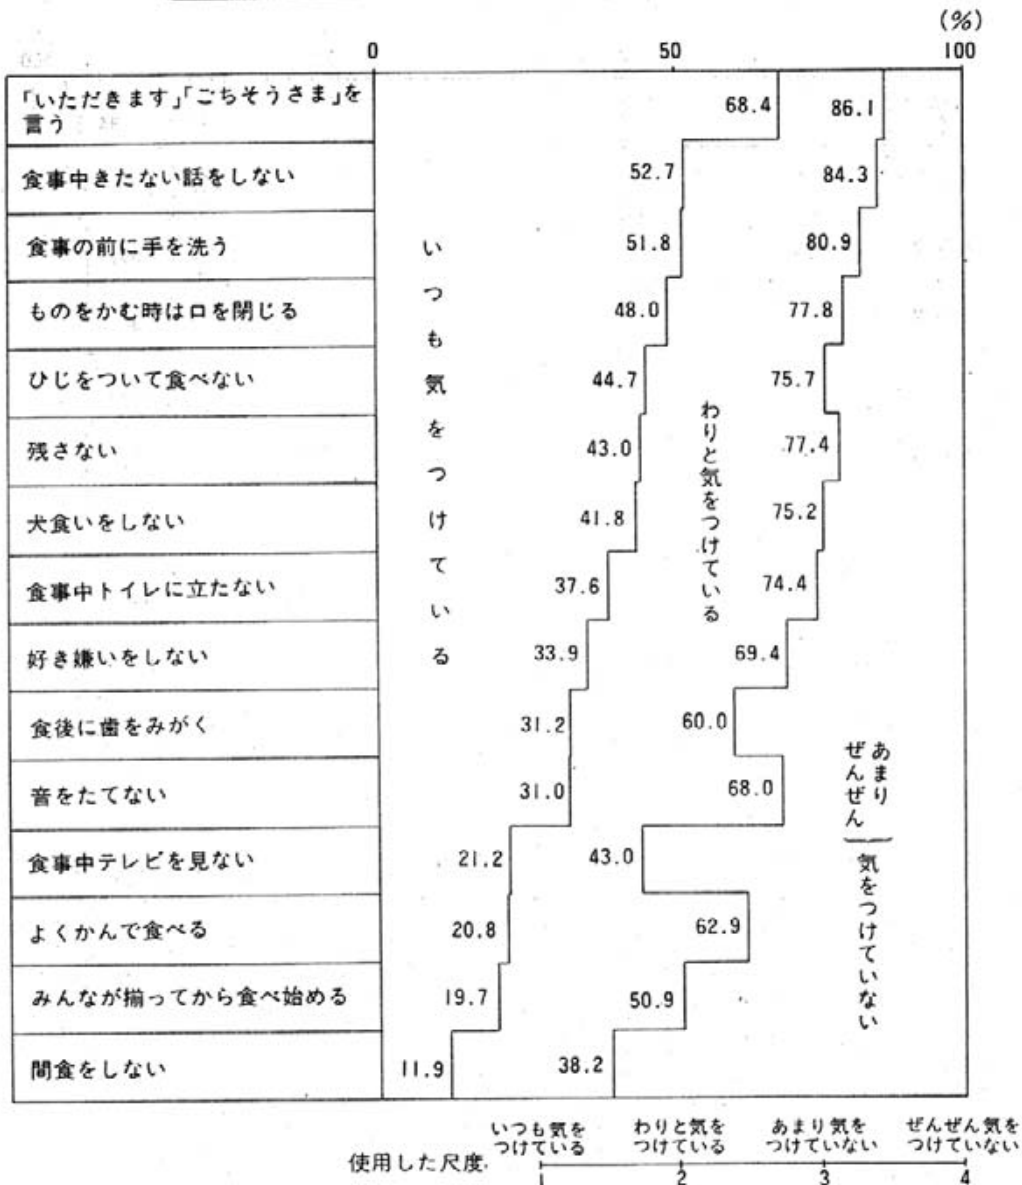 (%)
0 50 100
「いただきます」「ごちそうさま」を
言う
68.4 86.1
食事中きたない話をしない
52.7 84.3
食事の前に手を洗う
51.8 80.9
ものをかむ時は口を閉じる
48.0 77.8
ひじをついて食べない
44.7 75.7
残さない
43.0 77.4
犬食いをしない
41.8 75.2
食事中トイレに立たない
37.6 74.4
好き嫌いをしない
33.9 69.4
食後に歯をみがく
31.2 60.0
音をたてない
31.0 68.0
食事中テレビを見ない
21.2 43.0
よくかんで食べる
20.8 62.9
みんなが揃ってから食べ始める
19.7 50.9
間食をしない
11.9 38.2
いつも気をつけている
わりと気をつけている
あまり
ぜんぜん
気をつけていない
いつも気を
つけている
わりと気を
つけている
あまり気を
つけていない
ぜんぜん気を
つけていない
使用した尺度
1 2 3 4